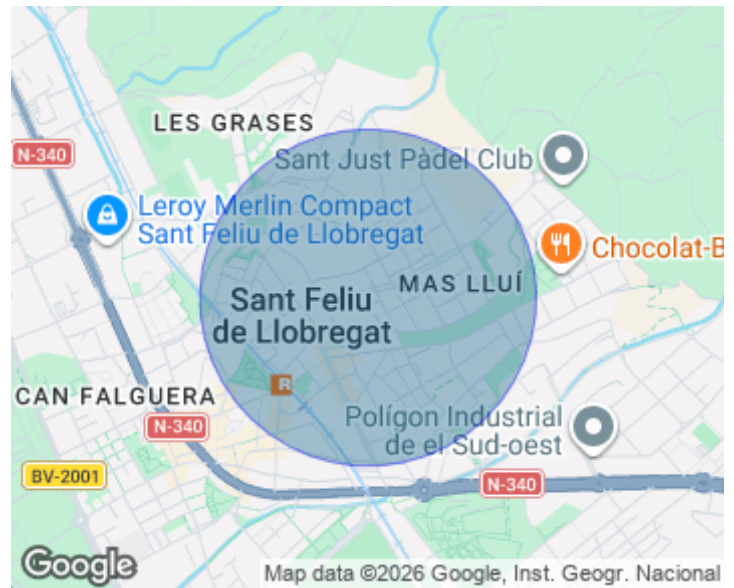 LES GRASES
N-340
Sant Just Pàdel Club
Leroy Merlin Compact
Sant Feliu de Llobregat
Chocolat-B
MAS LLUÍ
Sant Feliu
de Llobregat
R
CAN FALGUERA
N-340
Polígon Industrial
de el Sud-oest
BV-2001
N-340
Google
Map data ©2026 Google, Inst. Geogr. Nacional